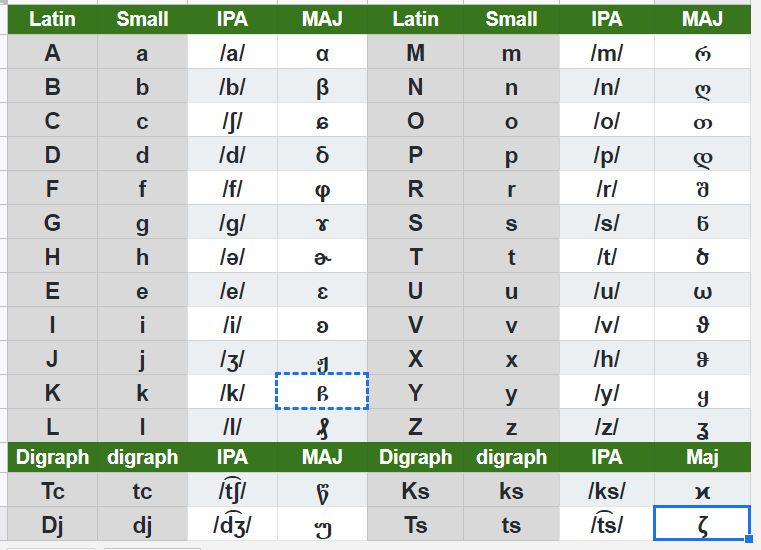 Latin Small IPA MAJ Latin Small IPA MAJ
A a /a/ α M m /m/ რ
B b /b/ β N n /n/ ლ
C c /ʃ/ ɕ O o /o/ თ
D d /d/ δ P p /p/ დ
F f /f/ φ R r /r/ შ
G g /g/ ɤ S s /s/ ნ
H h /ə/ ɚ T t /t/ ծ
E e /e/ ε U u /u/ ω
I i /i/ V v /v/ ϑ
J j /ʒ/ ჟ X x /h/
K k /k/ ჩ Y y /y/ ყ
L l /l/ Z z /z/
Digraph digraph IPA MAJ Digraph digraph IPA Maj
Tc tc /t͡ʃ/ Ks ks /ks/ ϰ
Dj dj /d͡ʒ/ Ts ts /t͡s/ ζ